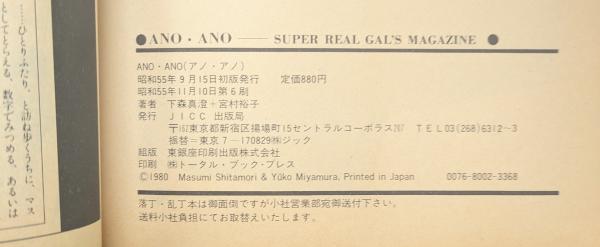 ●ANO・ANO —— SUPER REAL GAL'S MAGAZINE ●
ANO・ANO(アノ・アノ)
昭和55年9月15日初版発行 定価880円
昭和55年11月10日第6刷
著者 下森真澄+宮村裕子
発行 JICC 出版局
〒162東京都新宿区揚場町15セントラルコーポラス207 TEL03(268)6312〜3
振替=東京7−170829㈱ジック
組版 東銀座印刷出版株式会社
印刷 ㈱トータル・ブック・プレス
©1980 Masumi Shitamori & Yūko Miyamura, Printed in Japan 0076-8002-3368
落丁・乱丁本は御面倒ですが小社営業部宛御送付下さい。
送料小社負担にてお取替えいたします。
……ひとりふたり、と訪ね歩くうちに、マス
としてとらえる、数字でみつめる、あるいは